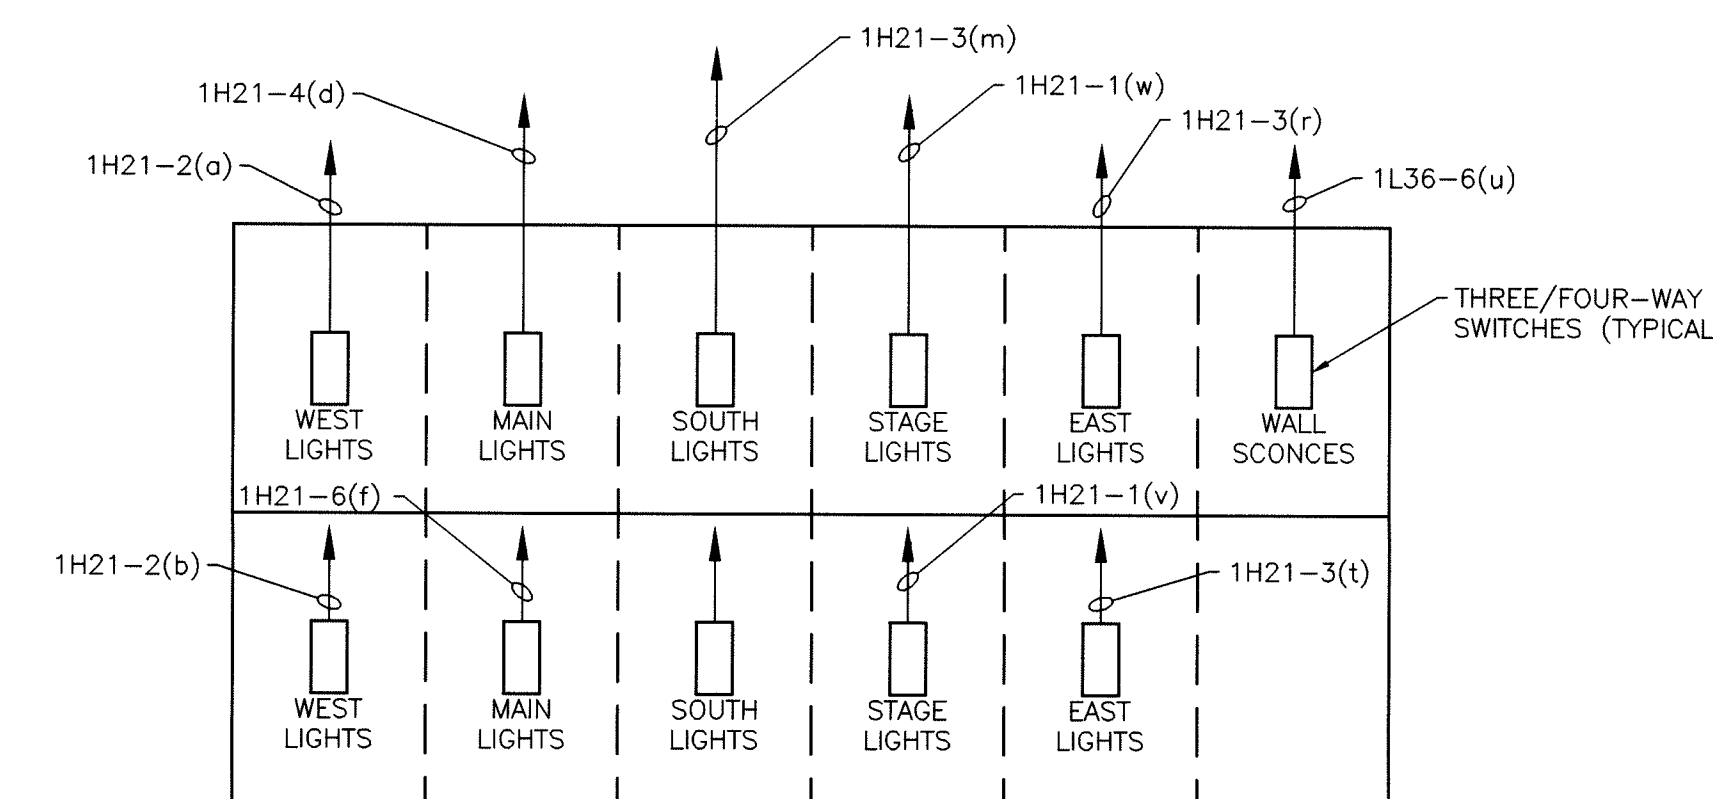 1H21-3(m)
1H21-4(d)
1H21-1(w)
1H21-3(r)
1H21-2(a)
1L36-6(u)
THREE/FOUR-WAY
SWITCHES (TYPICAL
WEST
LIGHTS
MAIN
LIGHTS
SOUTH
LIGHTS
STAGE
LIGHTS
EAST
LIGHTS
WALL
SCONCES
1H21-6(f)
1H21-1(v)
1H21-2(b)
1H21-3(t)
WEST
LIGHTS
MAIN
LIGHTS
SOUTH
LIGHTS
STAGE
LIGHTS
EAST
LIGHTS